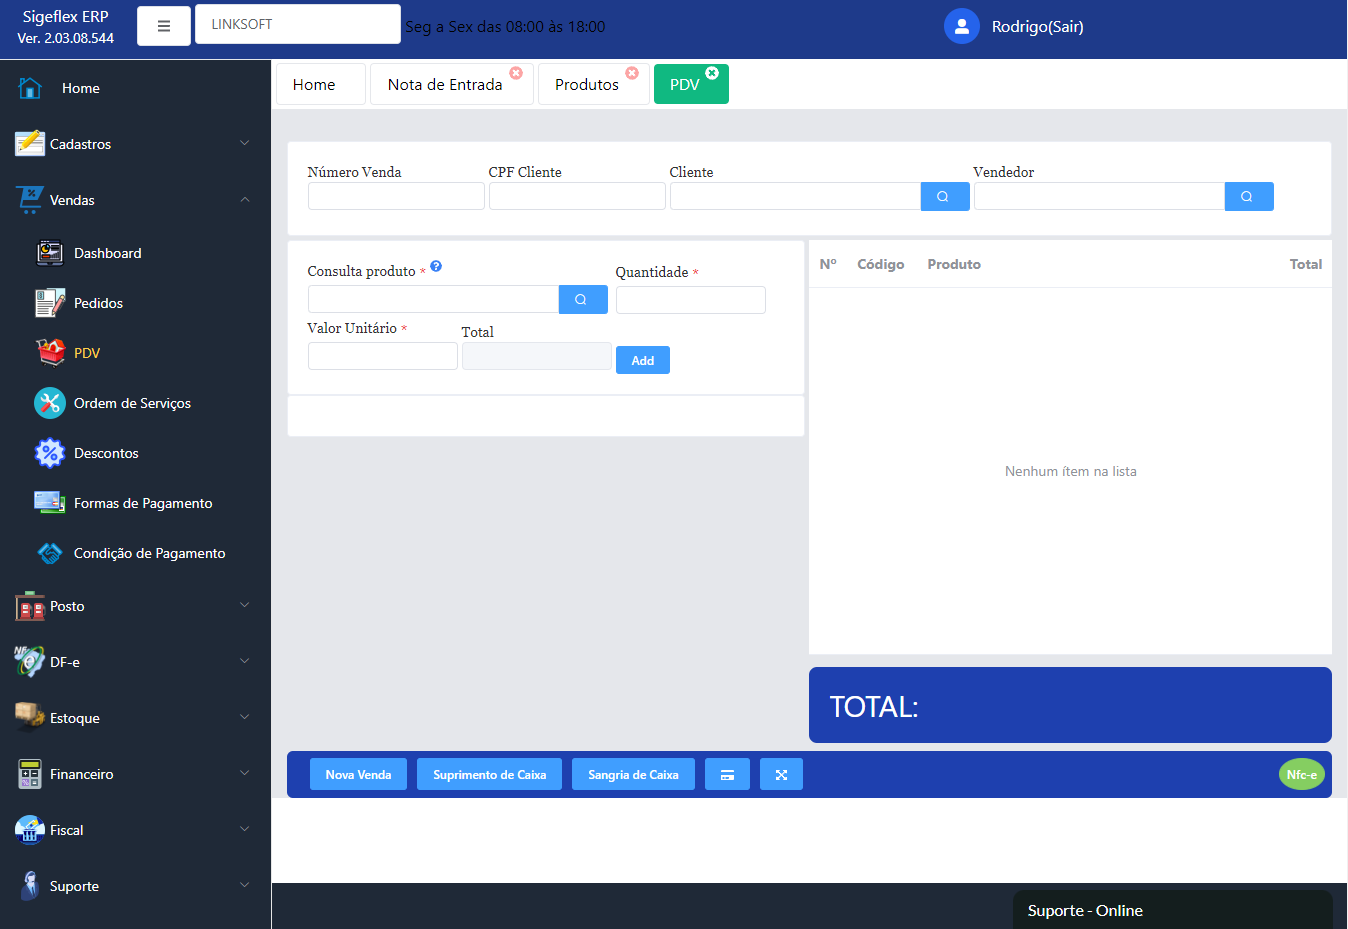 Sigeflex ERP
Ver. 2.03.08.544
LINKSOFT
Seg a Sex das 08:00 às 18:00
Rodrigo(Sair)
Home
Cadastros
Vendas
Dashboard
Pedidos
PDV
Ordem de Serviços
Descontos
Formas de Pagamento
Condição de Pagamento
Posto
DF-e
Estoque
Financeiro
Fiscal
Suporte
Home
Nota de Entrada
Produtos
PDV
Número Venda
CPF Cliente
Cliente
Vendedor
Consulta produto *
Quantidade *
Valor Unitário *
Total
Add
Nº Código Produto Total
Nenhum ítem na lista
TOTAL:
Nova Venda
Suprimento de Caixa
Sangria de Caixa
Nfc-e
Suporte - Online